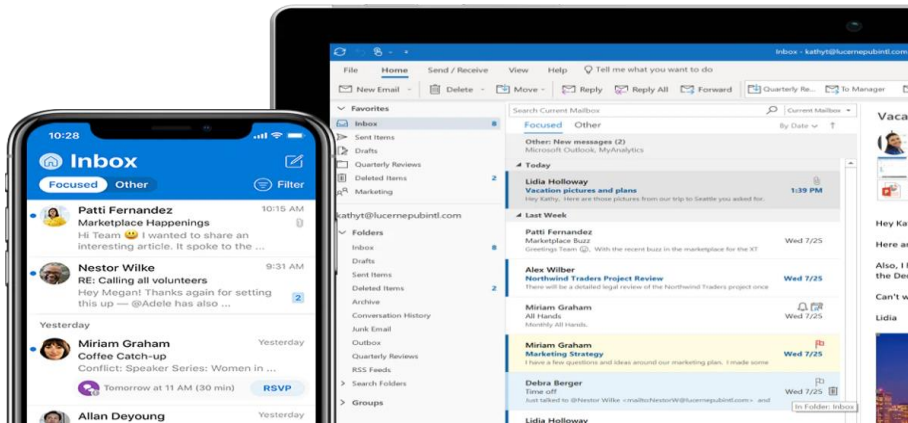 10:28
Inbox
Focused Other
Filter
Patti Fernandez 10:15 AM
Marketplace Happenings
Hi Team 😀 I wanted to share an
interesting article. It spoke to the ...
Nestor Wilke 9:31 AM
RE: Calling all volunteers
Hey Megan! Thanks again for setting
this up — @Adele has also ... 2
Yesterday
Miriam Graham Yesterday
Coffee Catch-up
Conflict: Speaker Series: Women in ...
Tomorrow at 11 AM (30 min) RSVP
Allan Deyoung Yesterday
Inbox - kathyt@lucernepubintl.com
File Home Send / Receive View Help Tell me what you want to do
New Email Delete Move Reply Reply All Forward Quarterly Re... To Manager
Favorites
Inbox 8
Sent Items
Drafts
Quarterly Reviews
Deleted Items 2
Marketing
kathyt@lucernepubintl.com
Folders
Inbox 8
Drafts
Sent Items
Deleted Items 2
Archive
Conversation History
Junk Email
Outbox
Quarterly Reviews
RSS Feeds
Search Folders
Groups
Search Current Mailbox Current Mailbox
Focused Other By Date
Other: New messages (2)
Microsoft Outlook, MyAnalytics
Today
Lidia Holloway
Vacation pictures and plans 1:39 PM
Hey Kathy, Here are those pictures from our trip to Seattle you asked for.
Last Week
Patti Fernandez
Marketplace Buzz Wed 7/25
Greetings Team 😀, With the recent buzz in the marketplace for the XT
Alex Wilber
Northwind Traders Project Review Wed 7/25
There will be a detailed legal review of the Northwind Traders project once
Miriam Graham
All Hands Wed 7/25
Monthly All Hands.
Miriam Graham
Marketing Strategy Wed 7/25
I have a few questions and ideas around our marketing plan. I made some
Debra Berger
Time off Wed 7/25
Just talked to @Nestor Wilke <mailto:NestorW@lucernepubintl.com> and
In Folder: Inbox
Lidia Holloway
Vaca
Hey Ka
Here ar
Also, I
the De
Can't w
Lidia